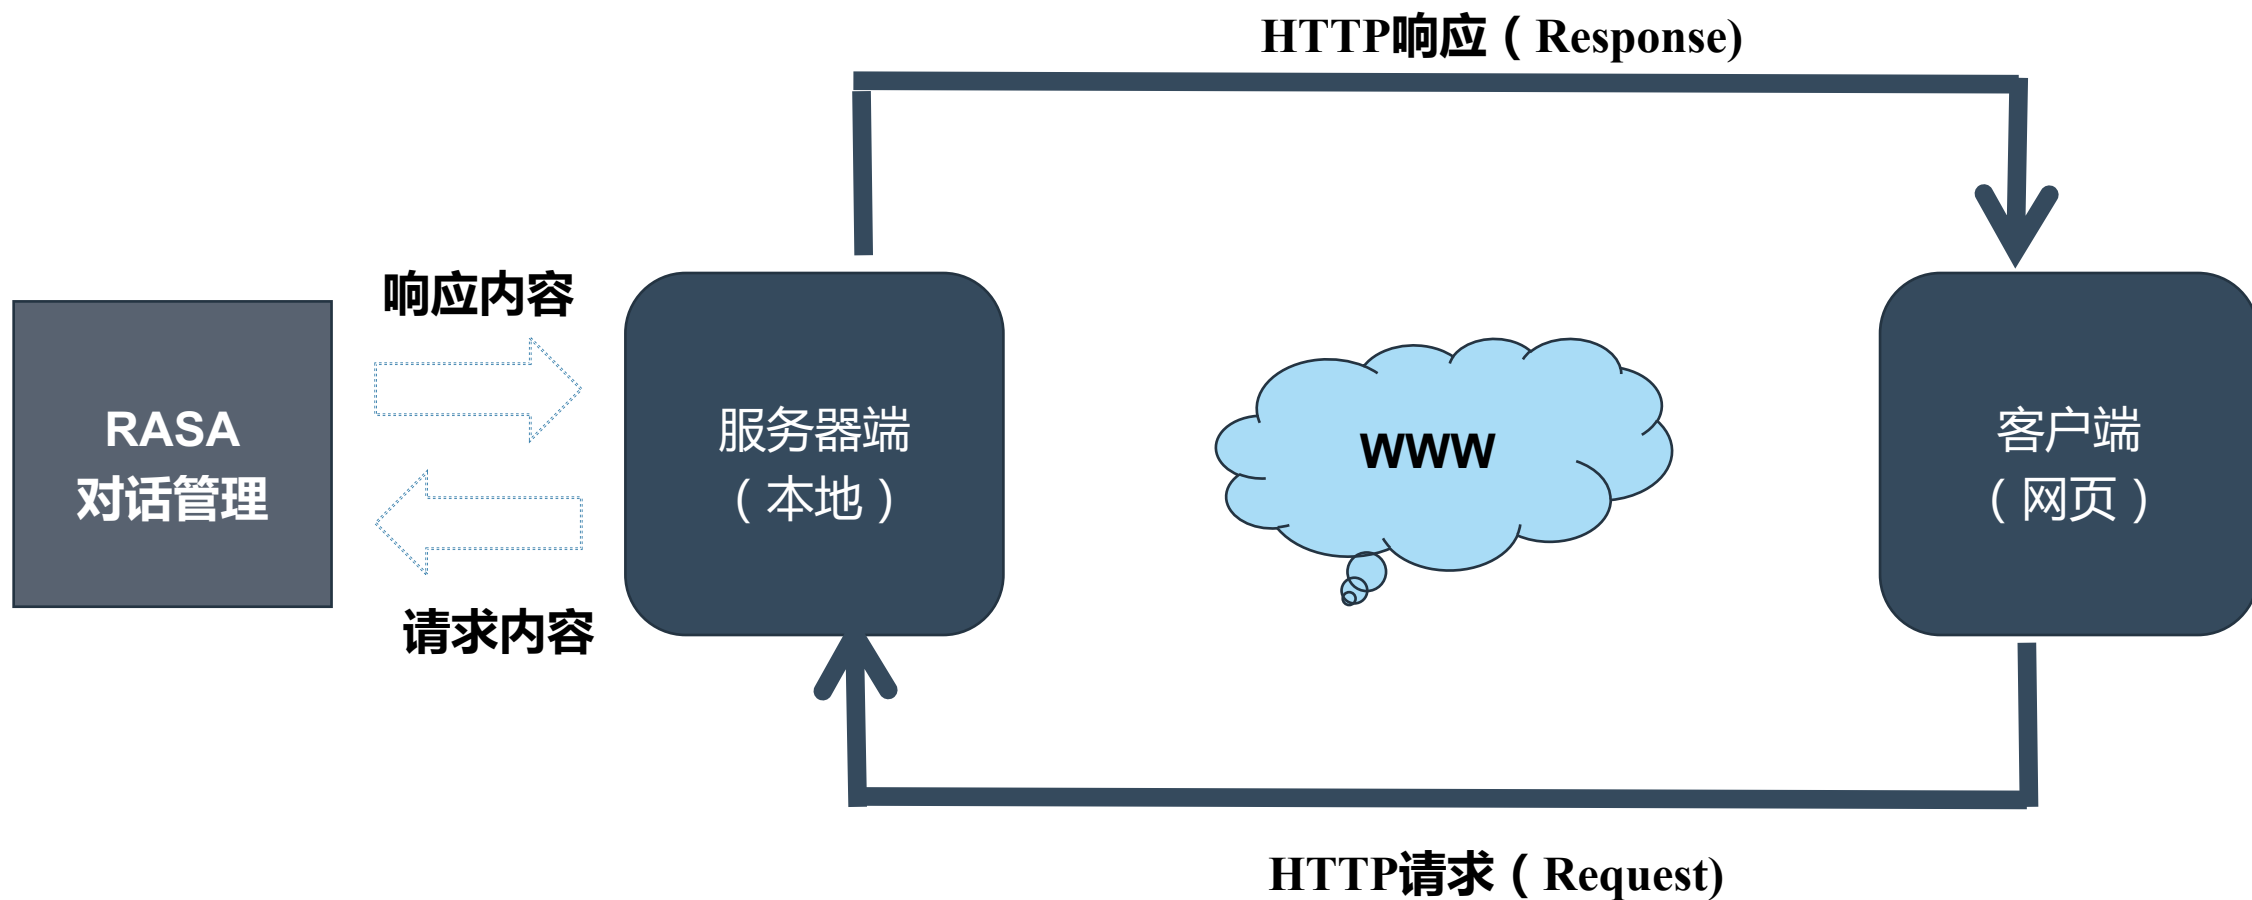 HTTP响应（Response)
响应内容
RASA
对话管理
请求内容
服务器端
（本地）
WWW
客户端
（网页）
HTTP请求（Request)